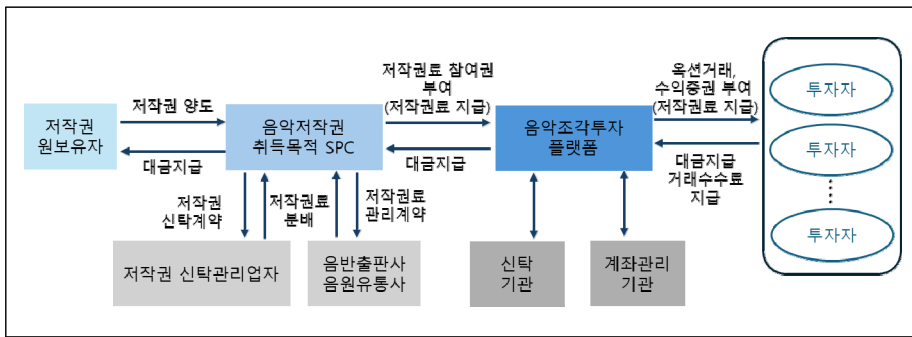 저작권
원보유자
저작권 양도
대금지급
음악저작권
취득목적 SPC
저작권료 참여권
부여
(저작권료 지급)
대금지급
음악조각투자
플랫폼
옥션거래,
수익증권 부여
(저작권료 지급)
대금지급
거래수수료
지급
투자자
투자자
투자자
저작권
신탁계약
저작권료
분배
저작권료
관리계약
저작권 신탁관리업자
음반출판사
음원유통사
신탁
기관
계좌관리
기관